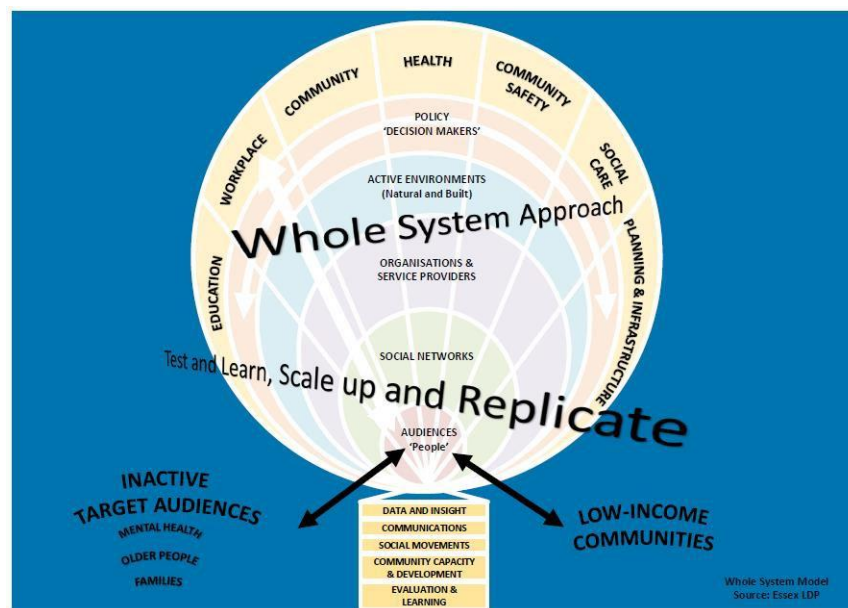 EDUCATION
WORKPLACE
COMMUNITY
HEALTH
COMMUNITY
SAFETY
SOCIAL
CARE
PLANNING & INFRASTRUCTURE
POLICY
'DECISION MAKERS'
ACTIVE ENVIRONMENTS
(Natural and Built)
Whole System Approach
ORGANISATIONS &
SERVICE PROVIDERS
SOCIAL NETWORKS
Test and Learn, Scale up and Replicate
AUDIENCES
'People'
INACTIVE
TARGET AUDIENCES
MENTAL HEALTH
OLDER PEOPLE
FAMILIES
LOW-INCOME
COMMUNITIES
DATA AND INSIGHT
COMMUNICATIONS
SOCIAL MOVEMENTS
COMMUNITY CAPACITY
& DEVELOPMENT
EVALUATION &
LEARNING
Whole System Model
Source: Essex LDP